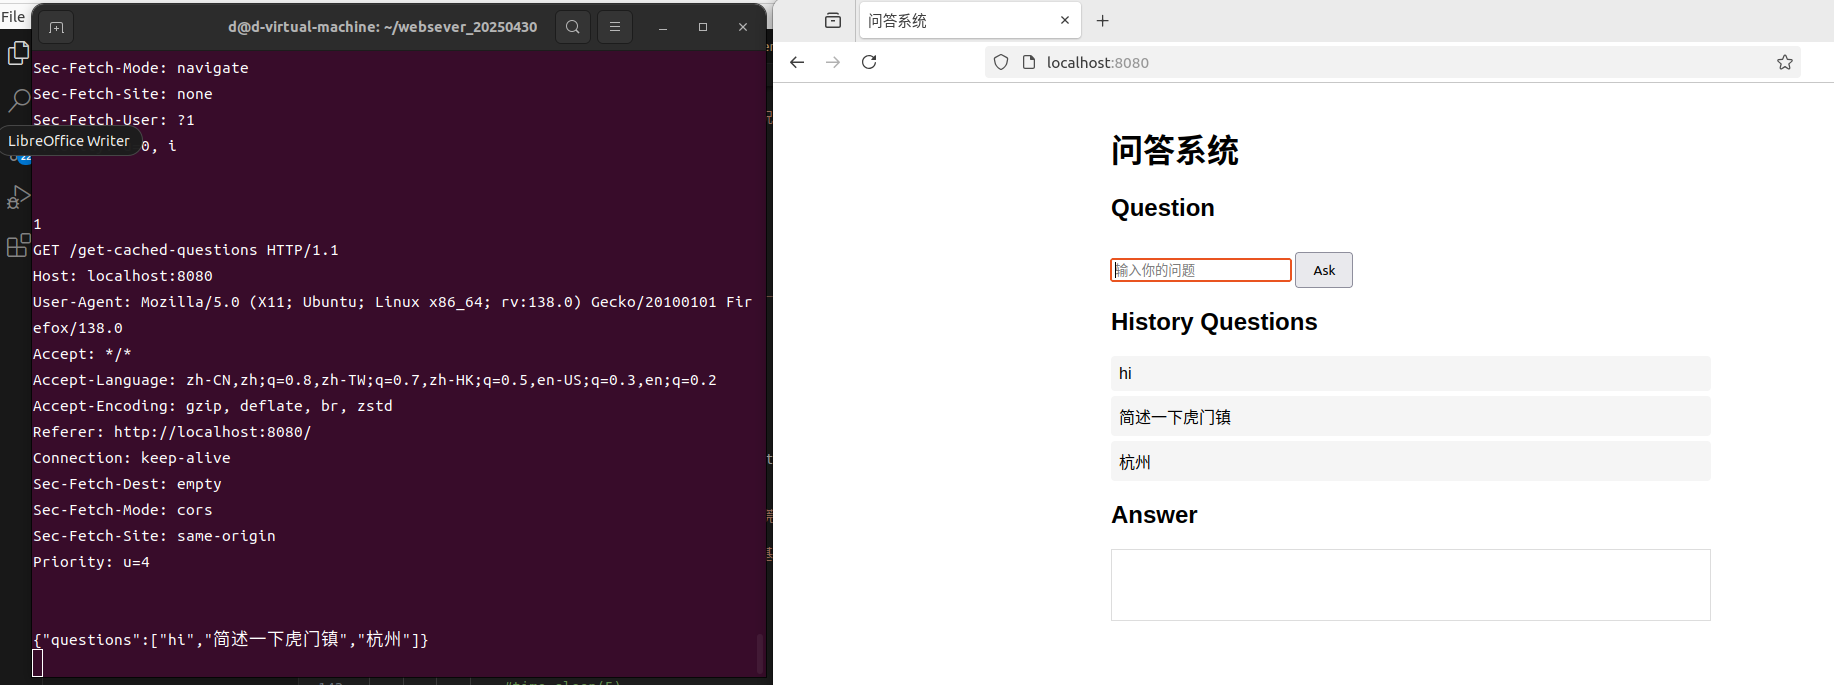 File
d@d-virtual-machine: ~/websever_20250430
Sec-Fetch-Mode: navigate
Sec-Fetch-Site: none
Sec-Fetch-User: ?1
LibreOffice Writer
0, i
22
1
GET /get-cached-questions HTTP/1.1
Host: localhost:8080
User-Agent: Mozilla/5.0 (X11; Ubuntu; Linux x86_64; rv:138.0) Gecko/20100101 Fir
efox/138.0
Accept: */*
Accept-Language: zh-CN,zh;q=0.8,zh-TW;q=0.7,zh-HK;q=0.5,en-US;q=0.3,en;q=0.2
Accept-Encoding: gzip, deflate, br, zstd
Referer: http://localhost:8080/
Connection: keep-alive
Sec-Fetch-Dest: empty
Sec-Fetch-Mode: cors
Sec-Fetch-Site: same-origin
Priority: u=4
{"questions":["hi","简述一下虎门镇","杭州"]}
问答系统
localhost:8080
问答系统
Question
输入你的问题
Ask
History Questions
hi
简述一下虎门镇
杭州
Answer